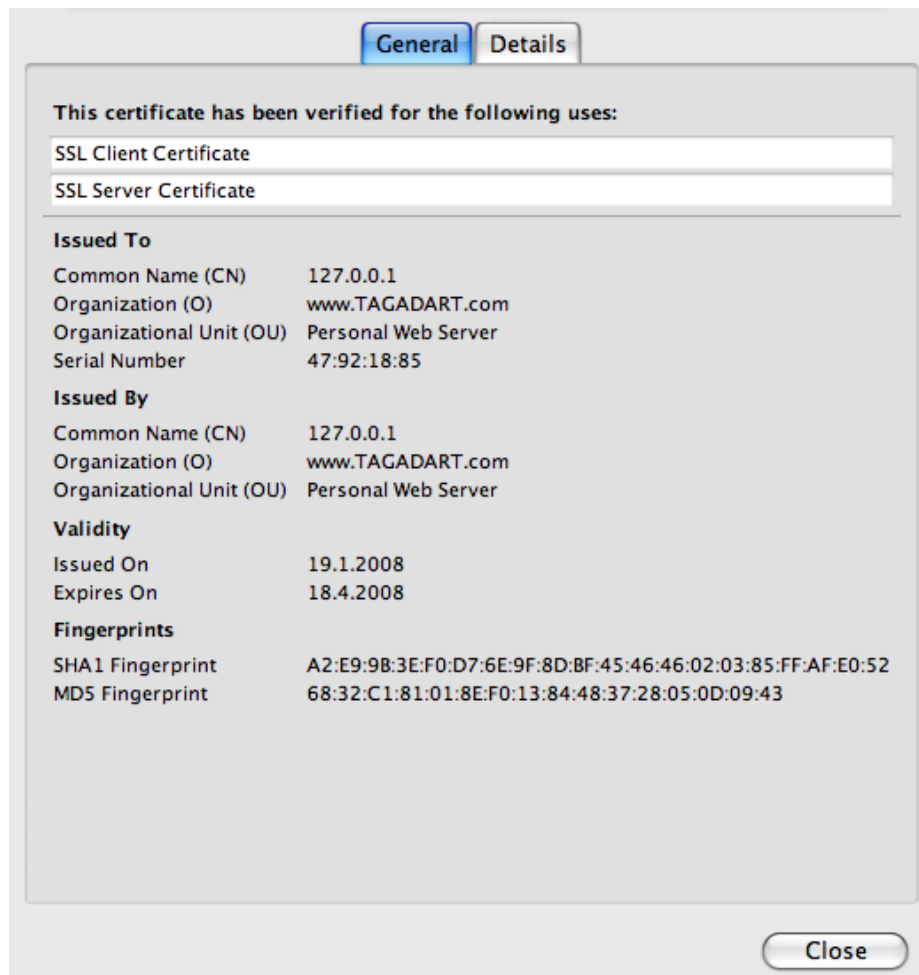 General Details
This certificate has been verified for the following uses:
SSL Client Certificate
SSL Server Certificate
Issued To
Common Name (CN) 127.0.0.1
Organization (O) www.TAGADART.com
Organizational Unit (OU) Personal Web Server
Serial Number 47:92:18:85
Issued By
Common Name (CN) 127.0.0.1
Organization (O) www.TAGADART.com
Organizational Unit (OU) Personal Web Server
Validity
Issued On 19.1.2008
Expires On 18.4.2008
Fingerprints
SHA1 Fingerprint A2:E9:9B:3E:F0:D7:6E:9F:8D:BF:45:46:46:02:03:85:FF:AF:E0:52
MD5 Fingerprint 68:32:C1:81:01:8E:F0:13:84:48:37:28:05:0D:09:43
Close